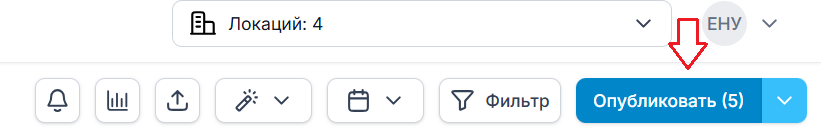 Локаций: 4
ЕНУ
Фильтр
Опубликовать (5)